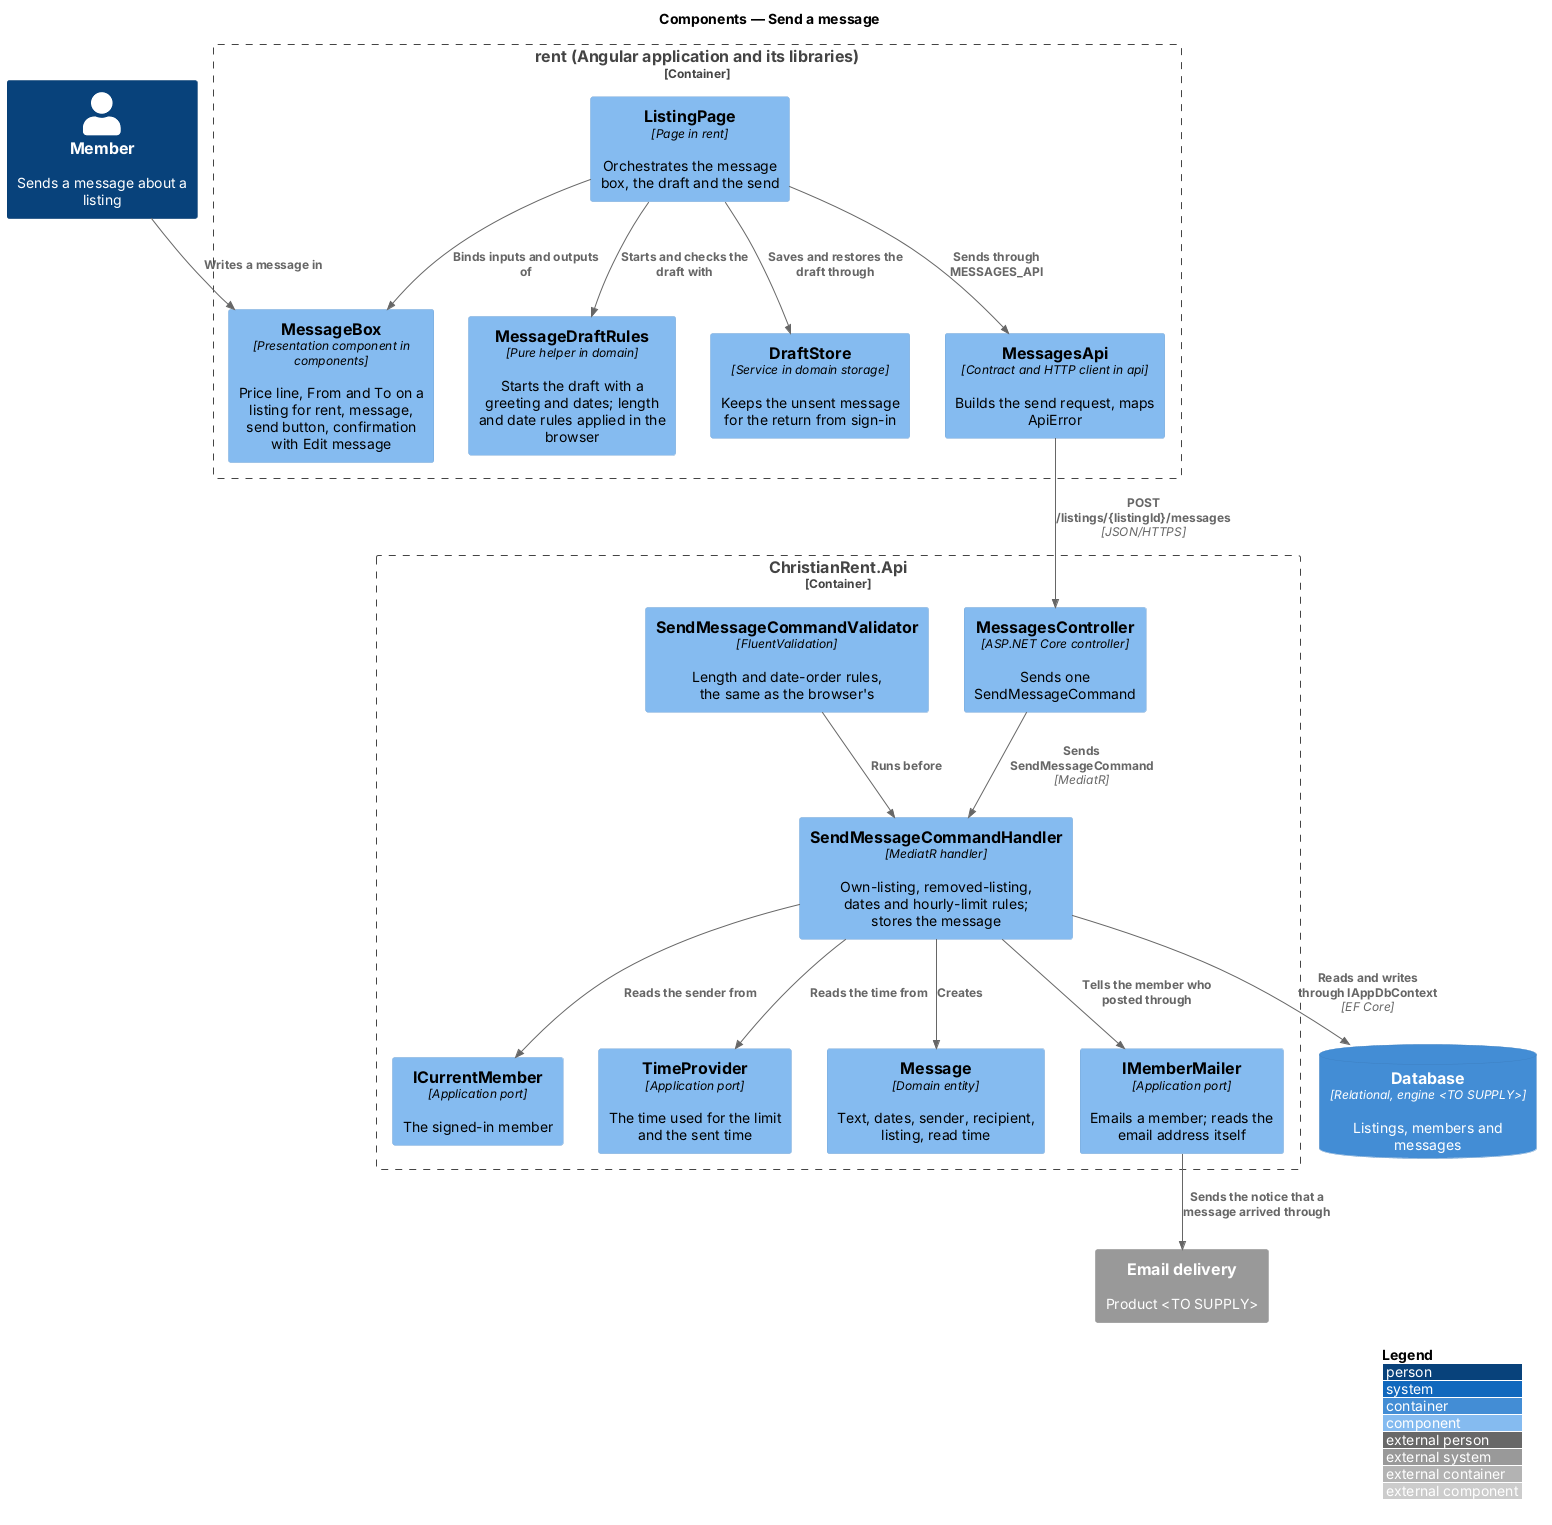 Components — Send a message
rent (Angular application and its libraries)
[Container]
Member
Sends a message about a
listing
ListingPage
[Page in rent]
Orchestrates the message
box, the draft and the send
Writes a message in
Binds inputs and outputs
of
Starts and checks the
draft with
Saves and restores the
draft through
Sends through
MESSAGES_API
MessageBox
[Presentation component in
components]
Price line, From and To on a
listing for rent, message,
send button, confirmation
with Edit message
MessageDraftRules
[Pure helper in domain]
Starts the draft with a
greeting and dates; length
and date rules applied in the
browser
DraftStore
[Service in domain storage]
Keeps the unsent message
for the return from sign-in
MessagesApi
[Contract and HTTP client in api]
Builds the send request, maps
ApiError
POST
/listings/{listingId}/messages
[JSON/HTTPS]
ChristianRent.Api
[Container]
SendMessageCommandValidator
[FluentValidation]
Length and date-order rules,
the same as the browser's
MessagesController
[ASP.NET Core controller]
Sends one
SendMessageCommand
Runs before
Sends
SendMessageCommand
[MediatR]
SendMessageCommandHandler
[MediatR handler]
Own-listing, removed-listing,
dates and hourly-limit rules;
stores the message
Reads the sender from
Reads the time from
Creates
Tells the member who
posted through
Reads and writes
through IAppDbContext
[EF Core]
ICurrentMember
[Application port]
The signed-in member
TimeProvider
[Application port]
The time used for the limit
and the sent time
Message
[Domain entity]
Text, dates, sender, recipient,
listing, read time
IMemberMailer
[Application port]
Emails a member; reads the
email address itself
Database
[Relational, engine <TO SUPPLY>]
Listings, members and
messages
Sends the notice that a
message arrived through
Email delivery
Product <TO SUPPLY>
Legend
person
system
container
component
external person
external system
external container
external component